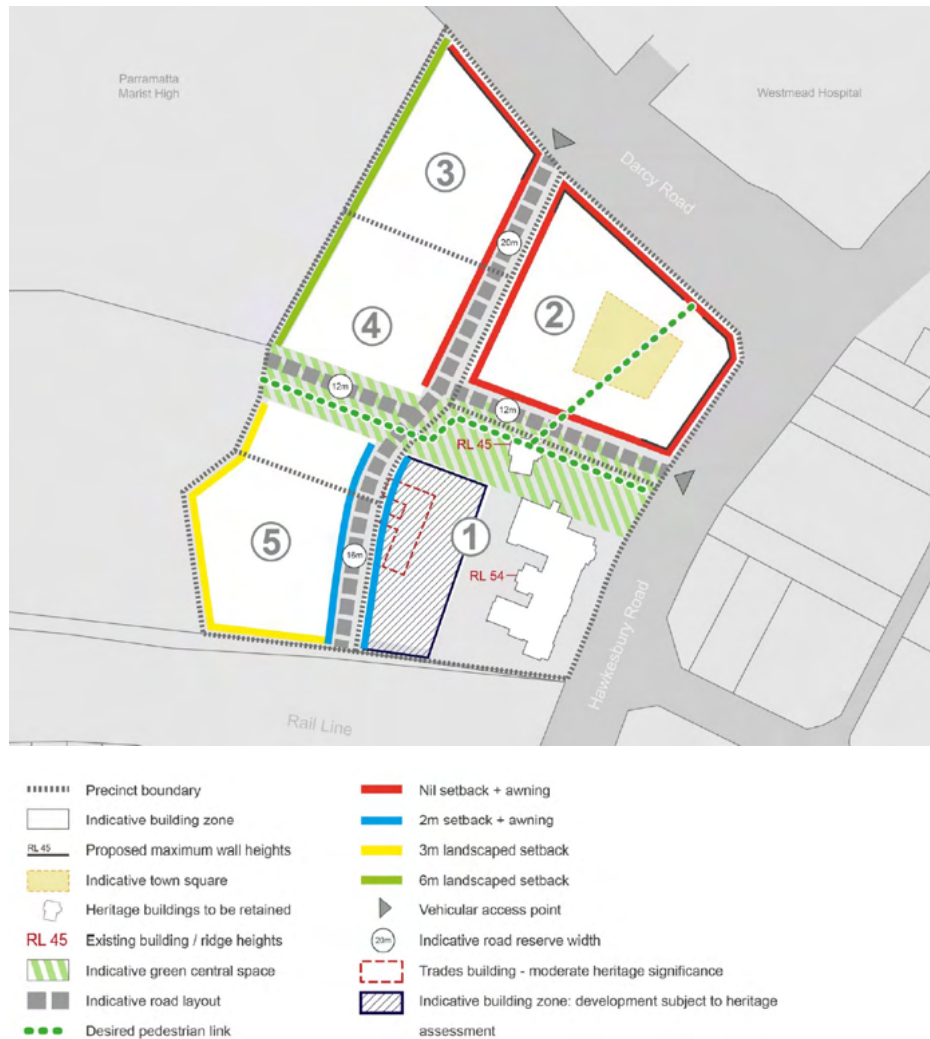 Parramatta
Marist High
Westmead Hospital
Darcy Road
3
20m
2
4
12m
12m
RL 45
5
1
16m
RL 54
Hawkesbury Road
Rail Line
Precinct boundary
Indicative building zone
RL 45
Proposed maximum wall heights
Indicative town square
Heritage buildings to be retained
RL 45
Existing building / ridge heights
Indicative green central space
Indicative road layout
Desired pedestrian link
Nil setback + awning
2m setback + awning
3m landscaped setback
6m landscaped setback
Vehicular access point
20m
Indicative road reserve width
Trades building - moderate heritage significance
Indicative building zone: development subject to heritage
assessment